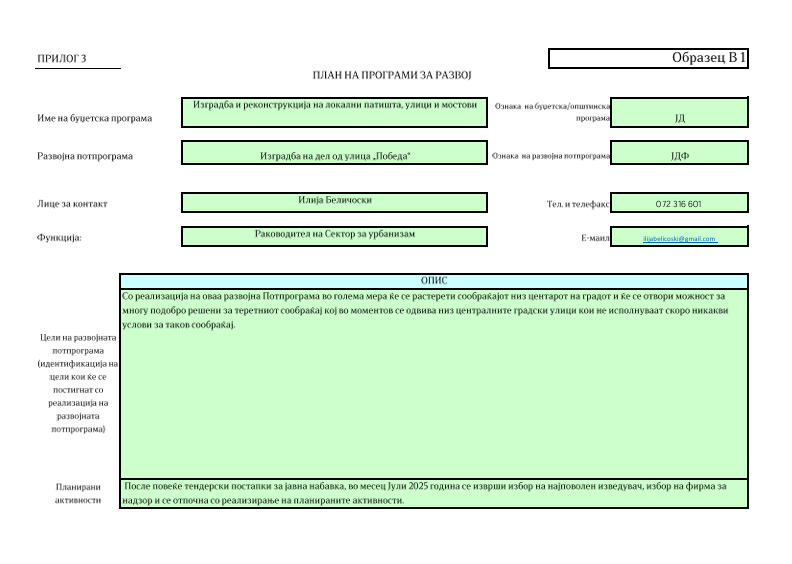 ПРИЛОГ 3
Образец В 1
ПЛАН НА ПРОГРАМИ ЗА РАЗВОЈ
Име на буџетска програма
Изградба и реконструкција на локални патишта, улици и мостови
Ознака на буџетска/општинска
програма
ЈД
Развојна потпрограма
Изградба на дел од улица „Победа“
Ознака на развојна потпрограма
ЈДФ
Лице за контакт
Илија Беличоски
Тел. и телефакс
072 316 601
Функција:
Раководител на Сектор за урбанизам
Е-маил
ilijabelicoski@gmail.com
ОПИС
Цели на развојната
потпрограма
(идентификација на
цели кои ќе се
постигнат со
реализација на
развојната
потпрограма)
Со реализација на оваа развојна Потпрограма во голема мера ќе се растерети сообраќајот низ центарот на градот и ќе се отвори можност за
многу подобро решени за теретниот сообраќај кој во моментов се одвива низ централните градски улици кои не исполнуваат скоро никакви
услови за таков сообраќај.
Планирани
активности
После повеќе тендерски постапки за јавна набавка, во месец Јули 2025 година се изврши избор на најповолен изведувач, избор на фирма за
надзор и се отпочна со реализирање на планираните активности.